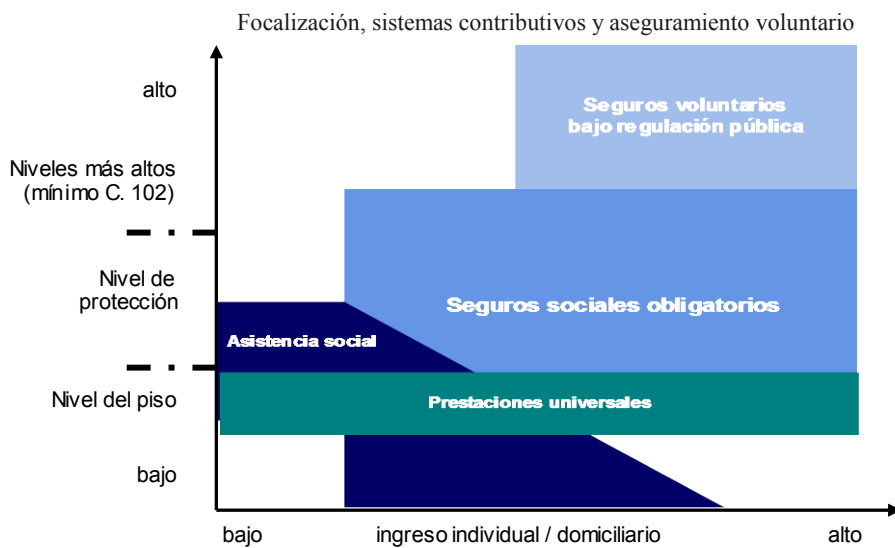 Focalización, sistemas contributivos y aseguramiento voluntario
alto
Seguros voluntarios
bajo regulación pública
Niveles más altos
(mínimo C. 102)
Nivel de
protección
Seguros sociales obligatorios
Asistencia social
Nivel del piso
Prestaciones universales
bajo
bajo
ingreso individual / domiciliario
alto